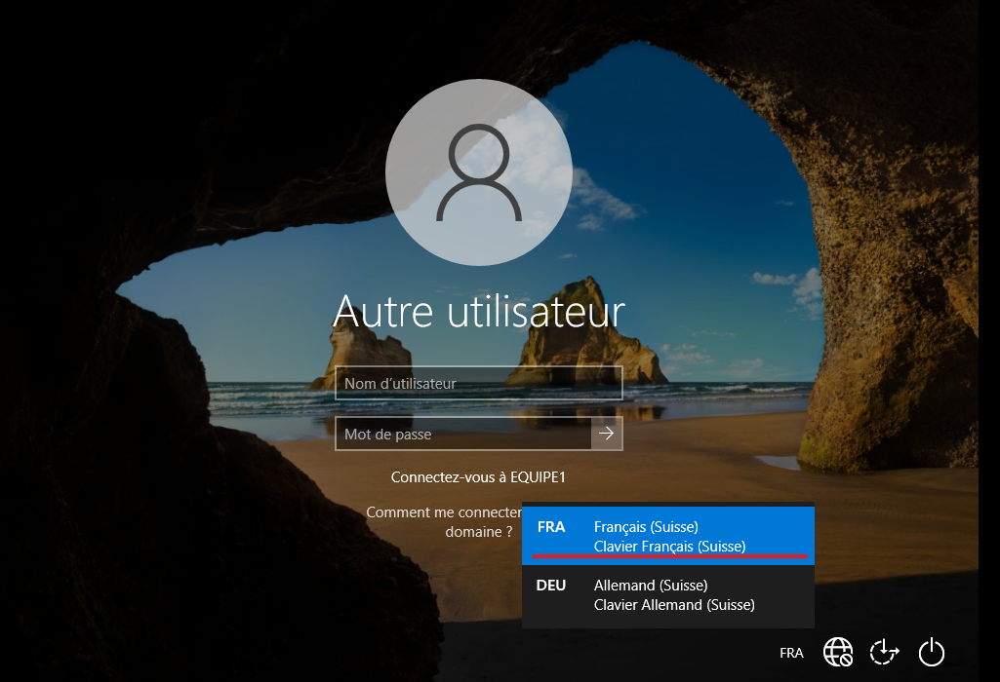 Autre utilisateur
Nom d’utilisateur
Mot de passe
Connectez-vous à EQUIPE1
Comment me connecter
domaine ?
FRA Français (Suisse)
Clavier Français (Suisse)
DEU Allemand (Suisse)
Clavier Allemand (Suisse)
FRA